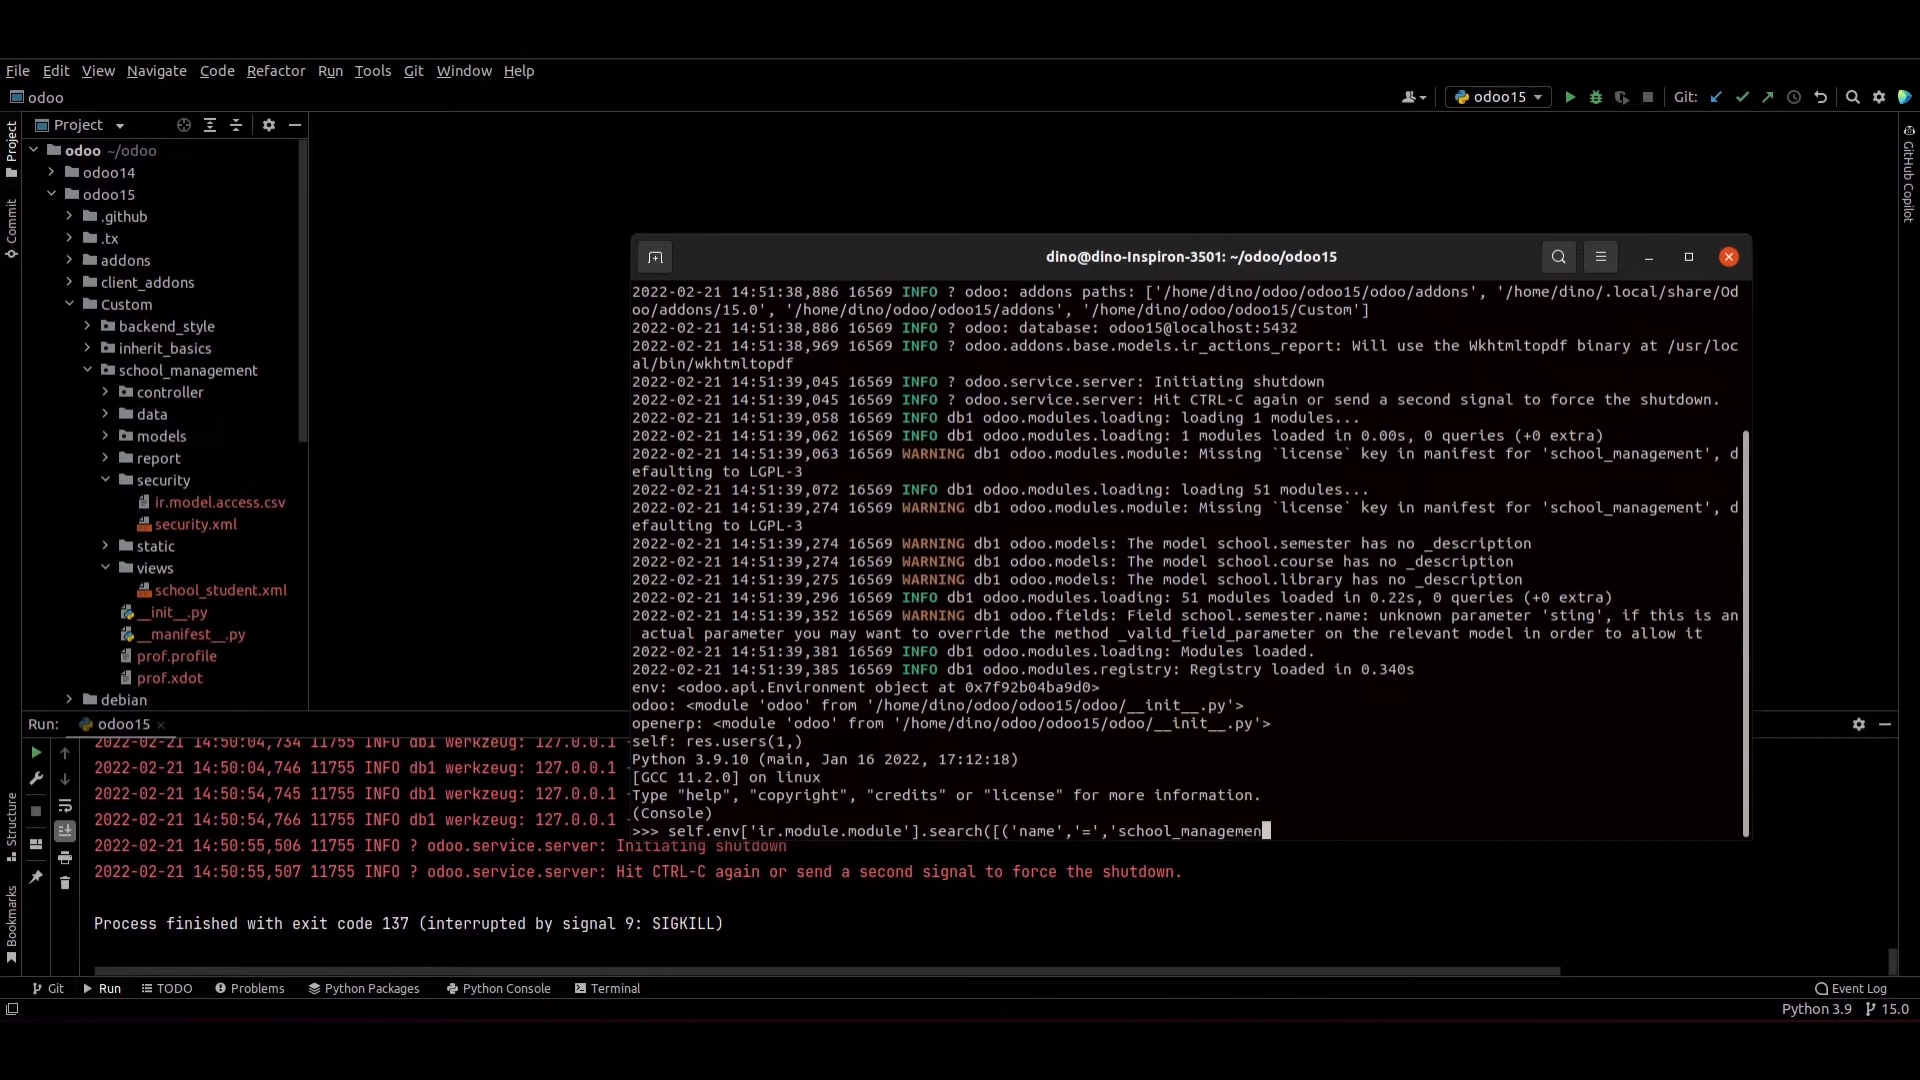 File Edit View Navigate Code Refactor Run Tools Git Window Help
odoo
odoo15
Git:
Project
Project
Commit
Structure
Bookmarks
GitHub Copilot
odoo ~/odoo
odoo14
odoo15
.github
.tx
addons
client_addons
Custom
backend_style
inherit_basics
school_management
controller
data
models
report
security
ir.model.access.csv
security.xml
static
views
school_student.xml
__init__.py
__manifest__.py
prof.profile
prof.xdot
debian
dino@dino-Inspiron-3501: ~/odoo/odoo15
2022-02-21 14:51:38,886 16569 INFO ? odoo: addons paths: ['/home/dino/odoo/odoo15/odoo/addons', '/home/dino/.local/share/Od
oo/addons/15.0', '/home/dino/odoo/odoo15/addons', '/home/dino/odoo/odoo15/Custom']
2022-02-21 14:51:38,886 16569 INFO ? odoo: database: odoo15@localhost:5432
2022-02-21 14:51:38,969 16569 INFO ? odoo.addons.base.models.ir_actions_report: Will use the Wkhtmltopdf binary at /usr/loc
al/bin/wkhtmltopdf
2022-02-21 14:51:39,045 16569 INFO ? odoo.service.server: Initiating shutdown
2022-02-21 14:51:39,045 16569 INFO ? odoo.service.server: Hit CTRL-C again or send a second signal to force the shutdown.
2022-02-21 14:51:39,058 16569 INFO db1 odoo.modules.loading: loading 1 modules...
2022-02-21 14:51:39,062 16569 INFO db1 odoo.modules.loading: 1 modules loaded in 0.00s, 0 queries (+0 extra)
2022-02-21 14:51:39,063 16569 WARNING db1 odoo.modules.module: Missing `license` key in manifest for 'school_management', d
efaulting to LGPL-3
2022-02-21 14:51:39,072 16569 INFO db1 odoo.modules.loading: loading 51 modules...
2022-02-21 14:51:39,274 16569 WARNING db1 odoo.modules.module: Missing `license` key in manifest for 'school_management', d
efaulting to LGPL-3
2022-02-21 14:51:39,274 16569 WARNING db1 odoo.models: The model school.semester has no _description
2022-02-21 14:51:39,274 16569 WARNING db1 odoo.models: The model school.course has no _description
2022-02-21 14:51:39,275 16569 WARNING db1 odoo.models: The model school.library has no _description
2022-02-21 14:51:39,296 16569 INFO db1 odoo.modules.loading: 51 modules loaded in 0.22s, 0 queries (+0 extra)
2022-02-21 14:51:39,352 16569 WARNING db1 odoo.fields: Field school.semester.name: unknown parameter 'sting', if this is an
actual parameter you may want to override the method _valid_field_parameter on the relevant model in order to allow it
2022-02-21 14:51:39,381 16569 INFO db1 odoo.modules.loading: Modules loaded.
2022-02-21 14:51:39,385 16569 INFO db1 odoo.modules.registry: Registry loaded in 0.340s
env: <odoo.api.Environment object at 0x7f92b04ba9d0>
odoo: <module 'odoo' from '/home/dino/odoo/odoo15/odoo/__init__.py'>
openerp: <module 'odoo' from '/home/dino/odoo/odoo15/odoo/__init__.py'>
self: res.users(1,)
Python 3.9.10 (main, Jan 16 2022, 17:12:18)
[GCC 11.2.0] on linux
Type "help", "copyright", "credits" or "license" for more information.
(Console)
>>> self.env['ir.module.module'].search([('name','=','school_managemen
Run: odoo15
2022-02-21 14:50:04,734 11755 INFO db1 werkzeug: 127.0.0.1 -
2022-02-21 14:50:04,746 11755 INFO db1 werkzeug: 127.0.0.1 -
2022-02-21 14:50:04,745 11755 INFO db1 werkzeug: 127.0.0.1 -
2022-02-21 14:50:04,766 11755 INFO db1 werkzeug: 127.0.0.1 -
2022-02-21 14:50:55,506 11755 INFO ? odoo.service.server: Initiating shutdown
2022-02-21 14:50:55,507 11755 INFO ? odoo.service.server: Hit CTRL-C again or send a second signal to force the shutdown.
Process finished with exit code 137 (interrupted by signal 9: SIGKILL)
Git Run TODO Problems Python Packages Python Console Terminal Event Log
Python 3.9 15.0